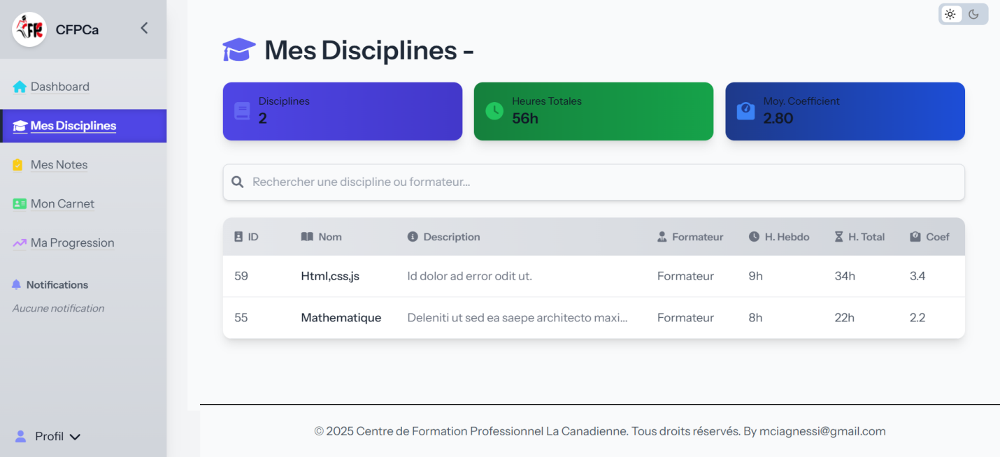 CFPCa
Dashboard
Mes Disciplines
Mes Notes
Mon Carnet
Ma Progression
Notifications
Aucune notification
Profil
Mes Disciplines -
Disciplines
2
Heures Totales
56h
Moy. Coefficient
2.80
Rechercher une discipline ou formateur...
ID Nom Description Formateur H. Hebdo H. Total Coef
59 Html,css,js Id dolor ad error odit ut. Formateur 9h 34h 3.4
55 Mathematique Deleniti ut sed ea saepe architecto maxi... Formateur 8h 22h 2.2
© 2025 Centre de Formation Professionnel La Canadienne. Tous droits réservés. By mciagnessi@gmail.com